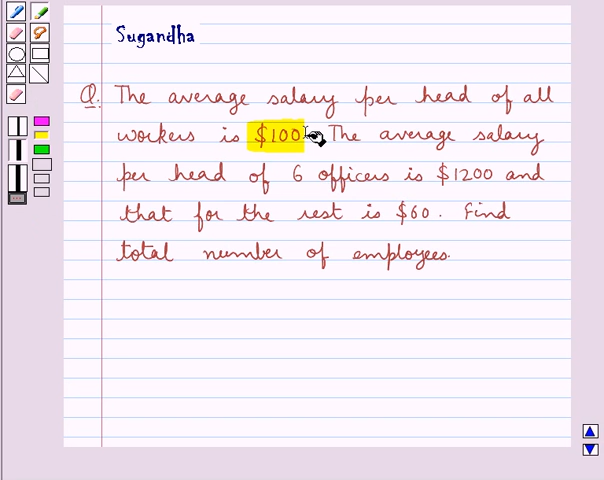 Sugandha
Q. The average salary per head of all
workers is $100. The average salary
per head of 6 officers is $1200 and
that for the rest is $60. Find
total number of employees.